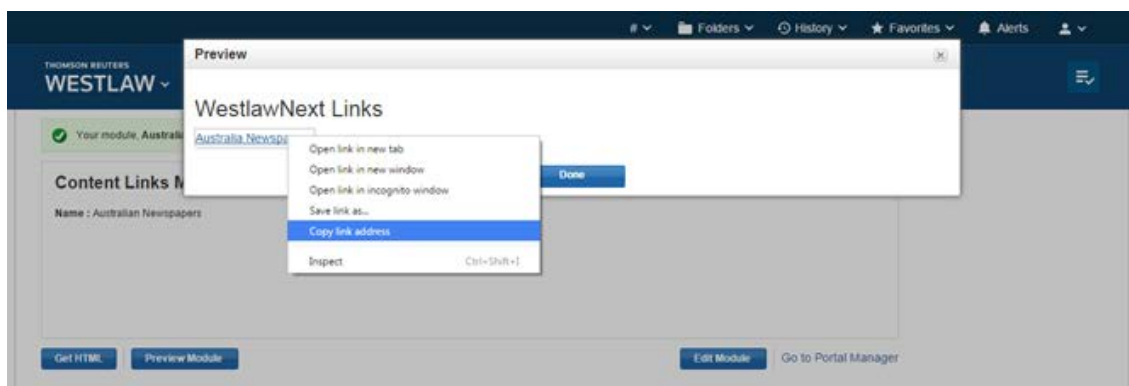 # Folders History Favorites Alerts
Preview
THOMSON REUTERS
WESTLAW
WestlawNext Links
Your module, Australi
Australia Newspa
Open link in new tab
Open link in new window
Done
Open link in incognito window
Content Links M
Name : Australian Newspapers
Save link as...
Copy link address
Inspect Ctrl+Shift+I
Get HTML Preview Module Edit Module Go to Portal Manager